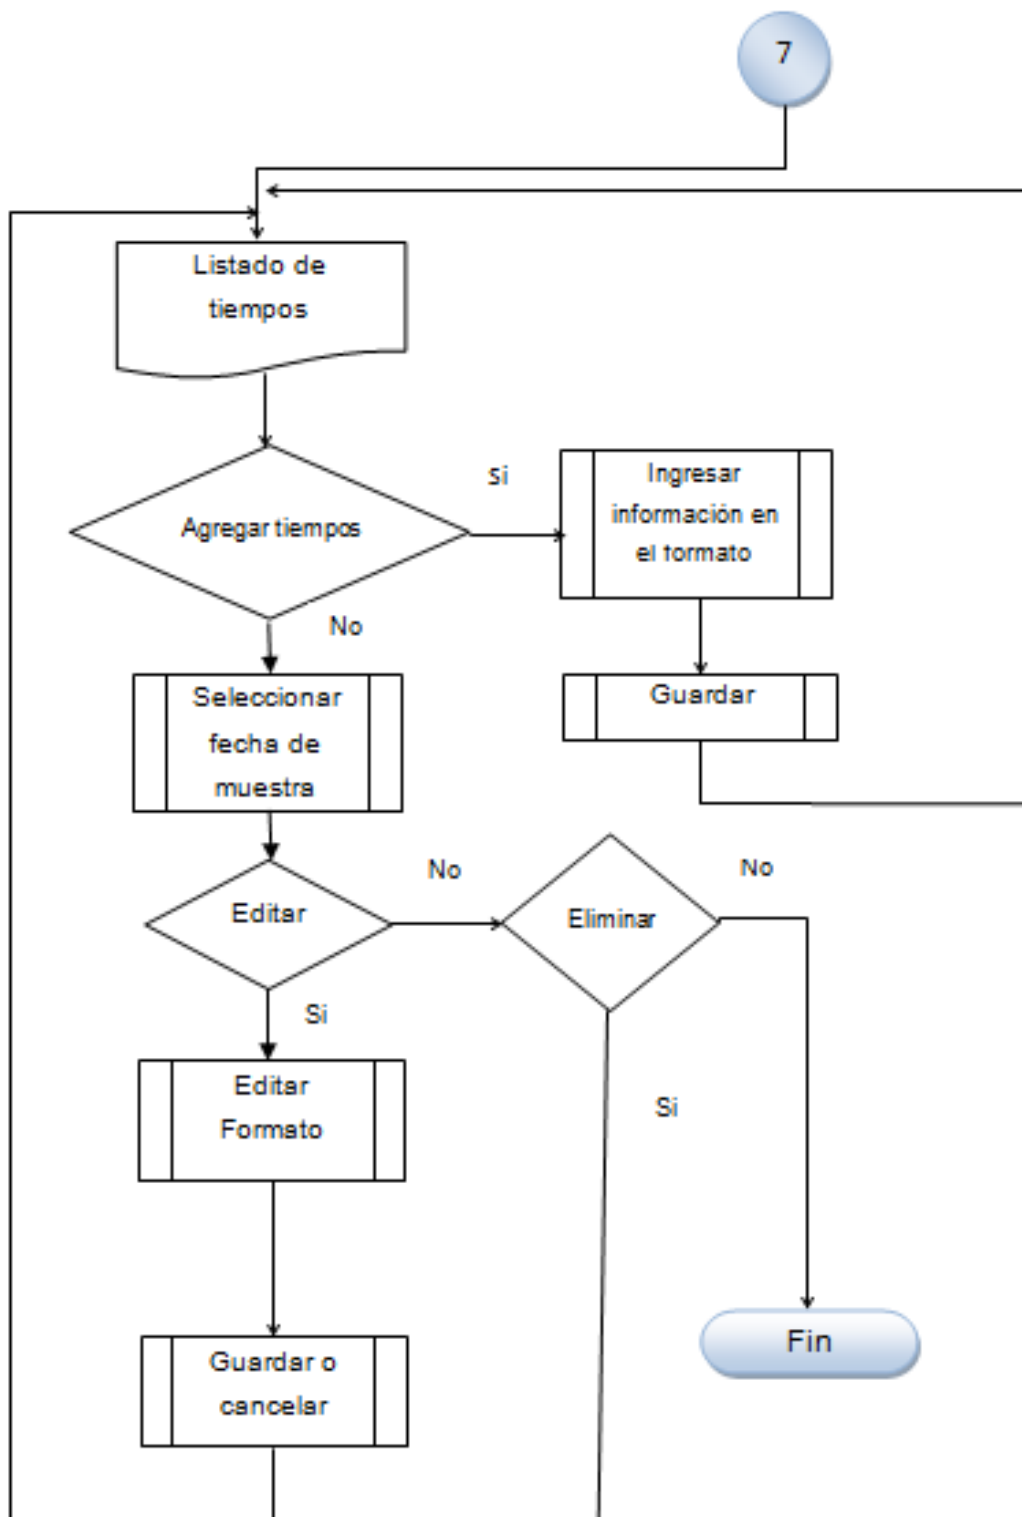 7
Listado de
tiempos
Agregar tiempos
Si
Ingresar
información en
el formato
No
Seleccionar
fecha de
muestra
Guardar
Editar
No
Eliminar
No
Si
Editar
Formato
Si
Guardar o
cancelar
Fin